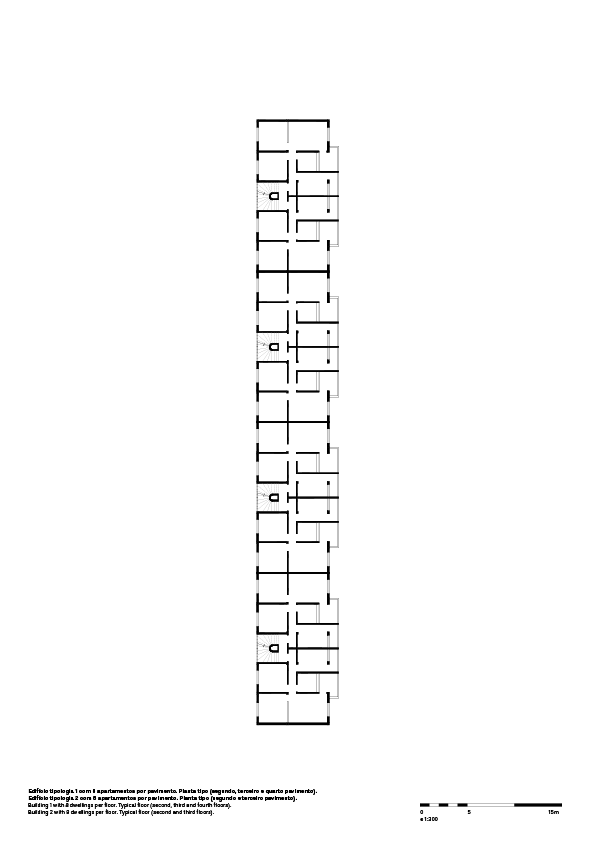 Edifício tipologia 1 com 8 apartamentos por pavimento. Planta tipo (segundo, terceiro e quarto pavimento).
Edifício tipologia 2 com 8 apartamentos por pavimento. Planta tipo (segundo e terceiro pavimento).
Building 1 with 8 dwellings per floor. Typical floor (second, third and fourth floors).
Building 2 with 8 dwellings per floor. Typical floor (second and third floors).
0 5 15m
e 1:300